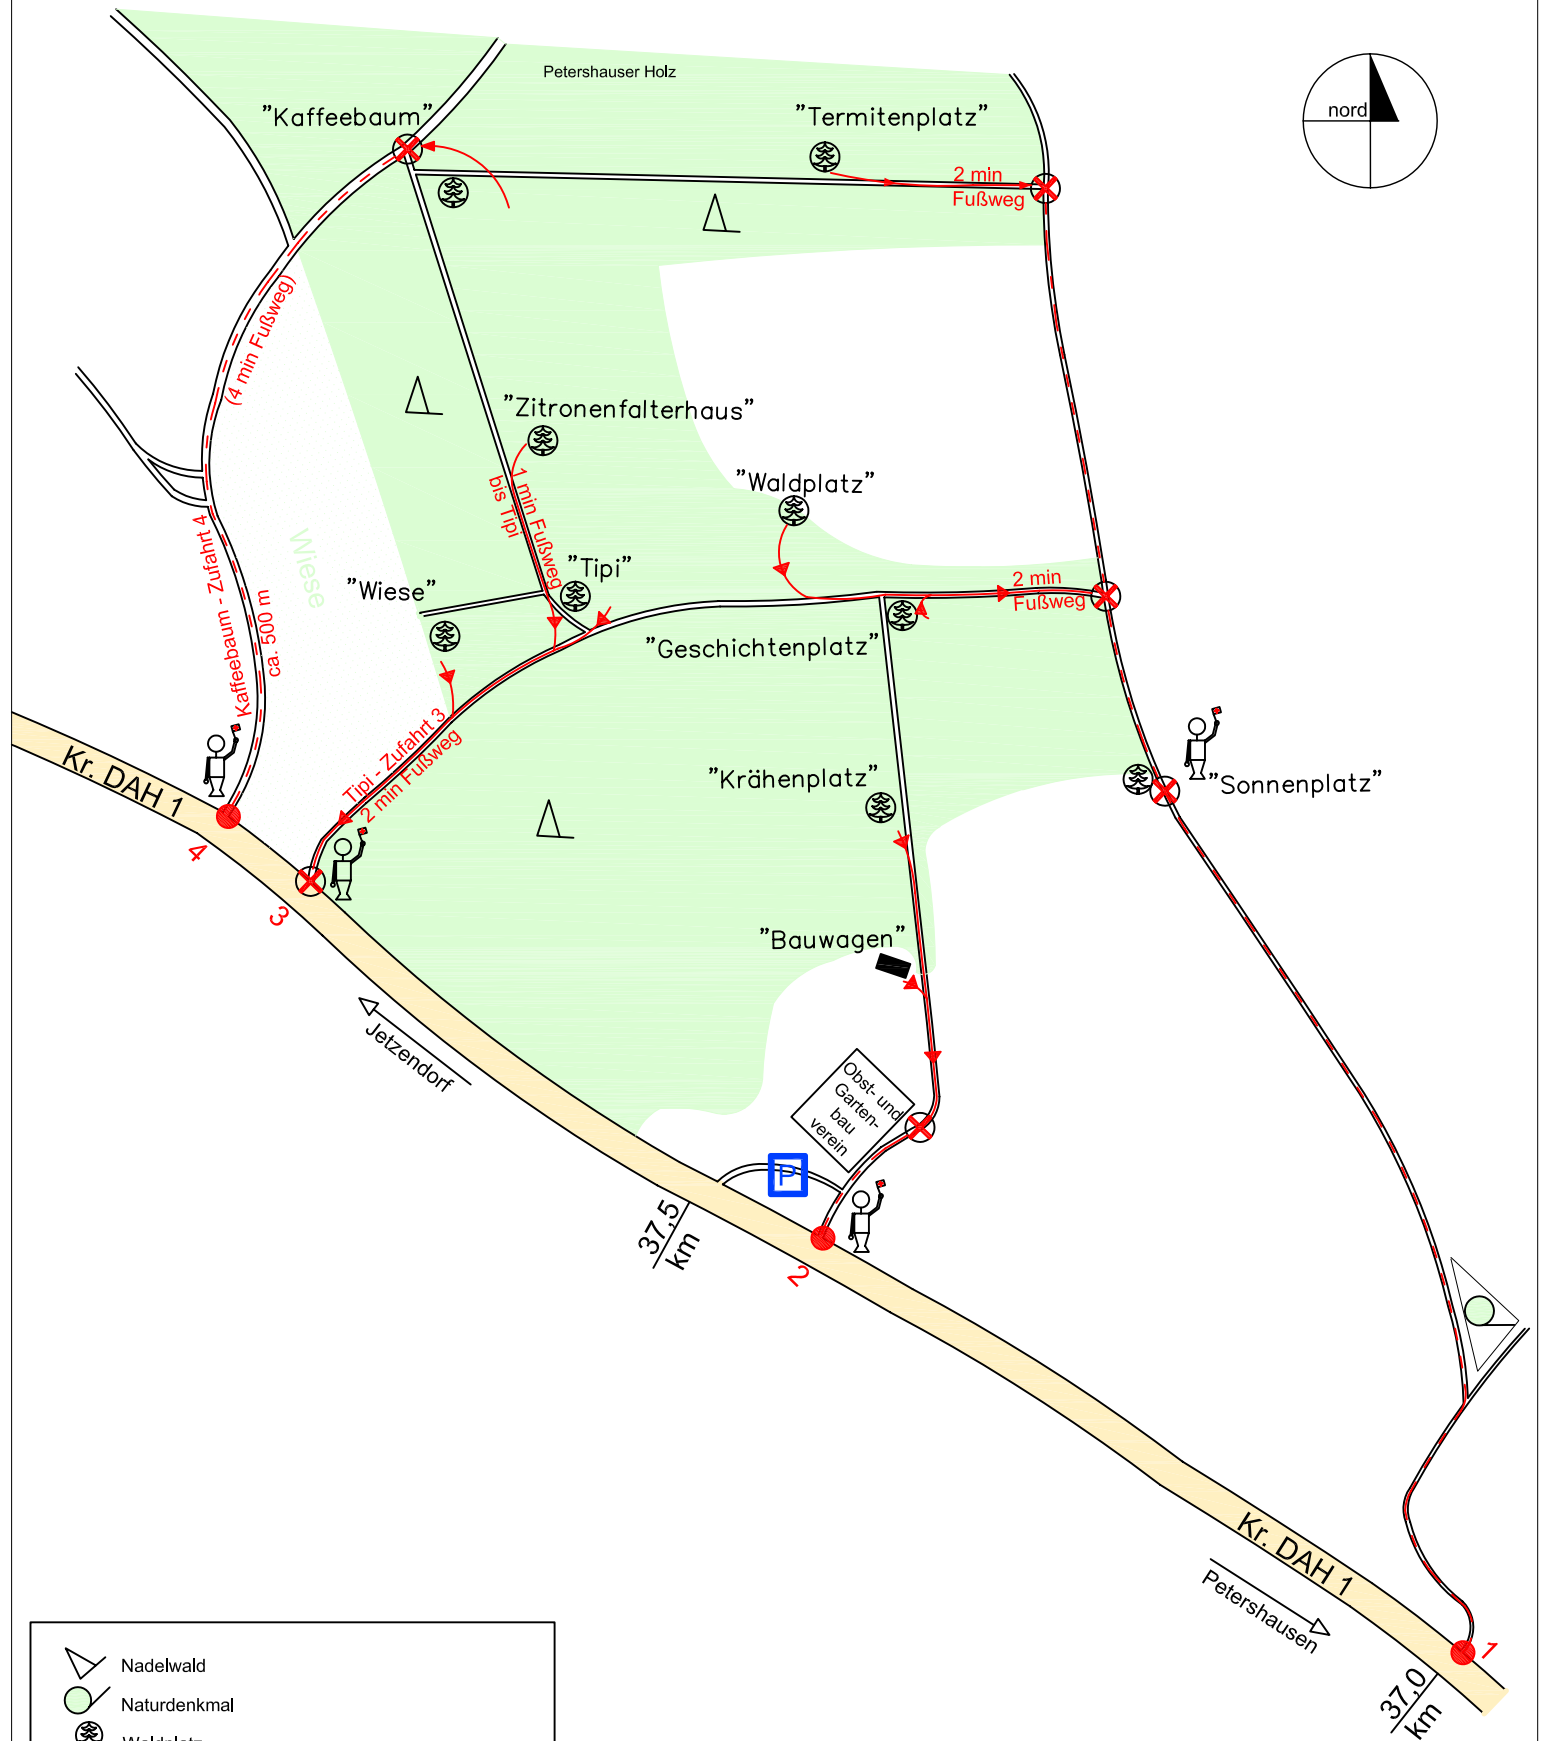 Petershauser Holz
"Kaffeebaum"
"Termitenplatz"
nord
2 min
Fußweg
(4 min Fußweg)
"Zitronenfalterhaus"
1 min Fußweg
bis Tipi
"Waldplatz"
Wiese
Kaffeebaum - Zufahrt 4
ca. 500 m
"Wiese"
"Tipi"
2 min
Fußweg
"Geschichtenplatz"
Tipi - Zufahrt 3
2 min Fußweg
"Krähenplatz"
"Sonnenplatz"
Kr. DAH 1
4
3
"Bauwagen"
Jetzendorf
Obst- und
Garten-
bau
verein
P
37,5
km
2
Kr. DAH 1
Petershausen
1
37,0
km
Nadelwald
Naturdenkmal
Waldplatz